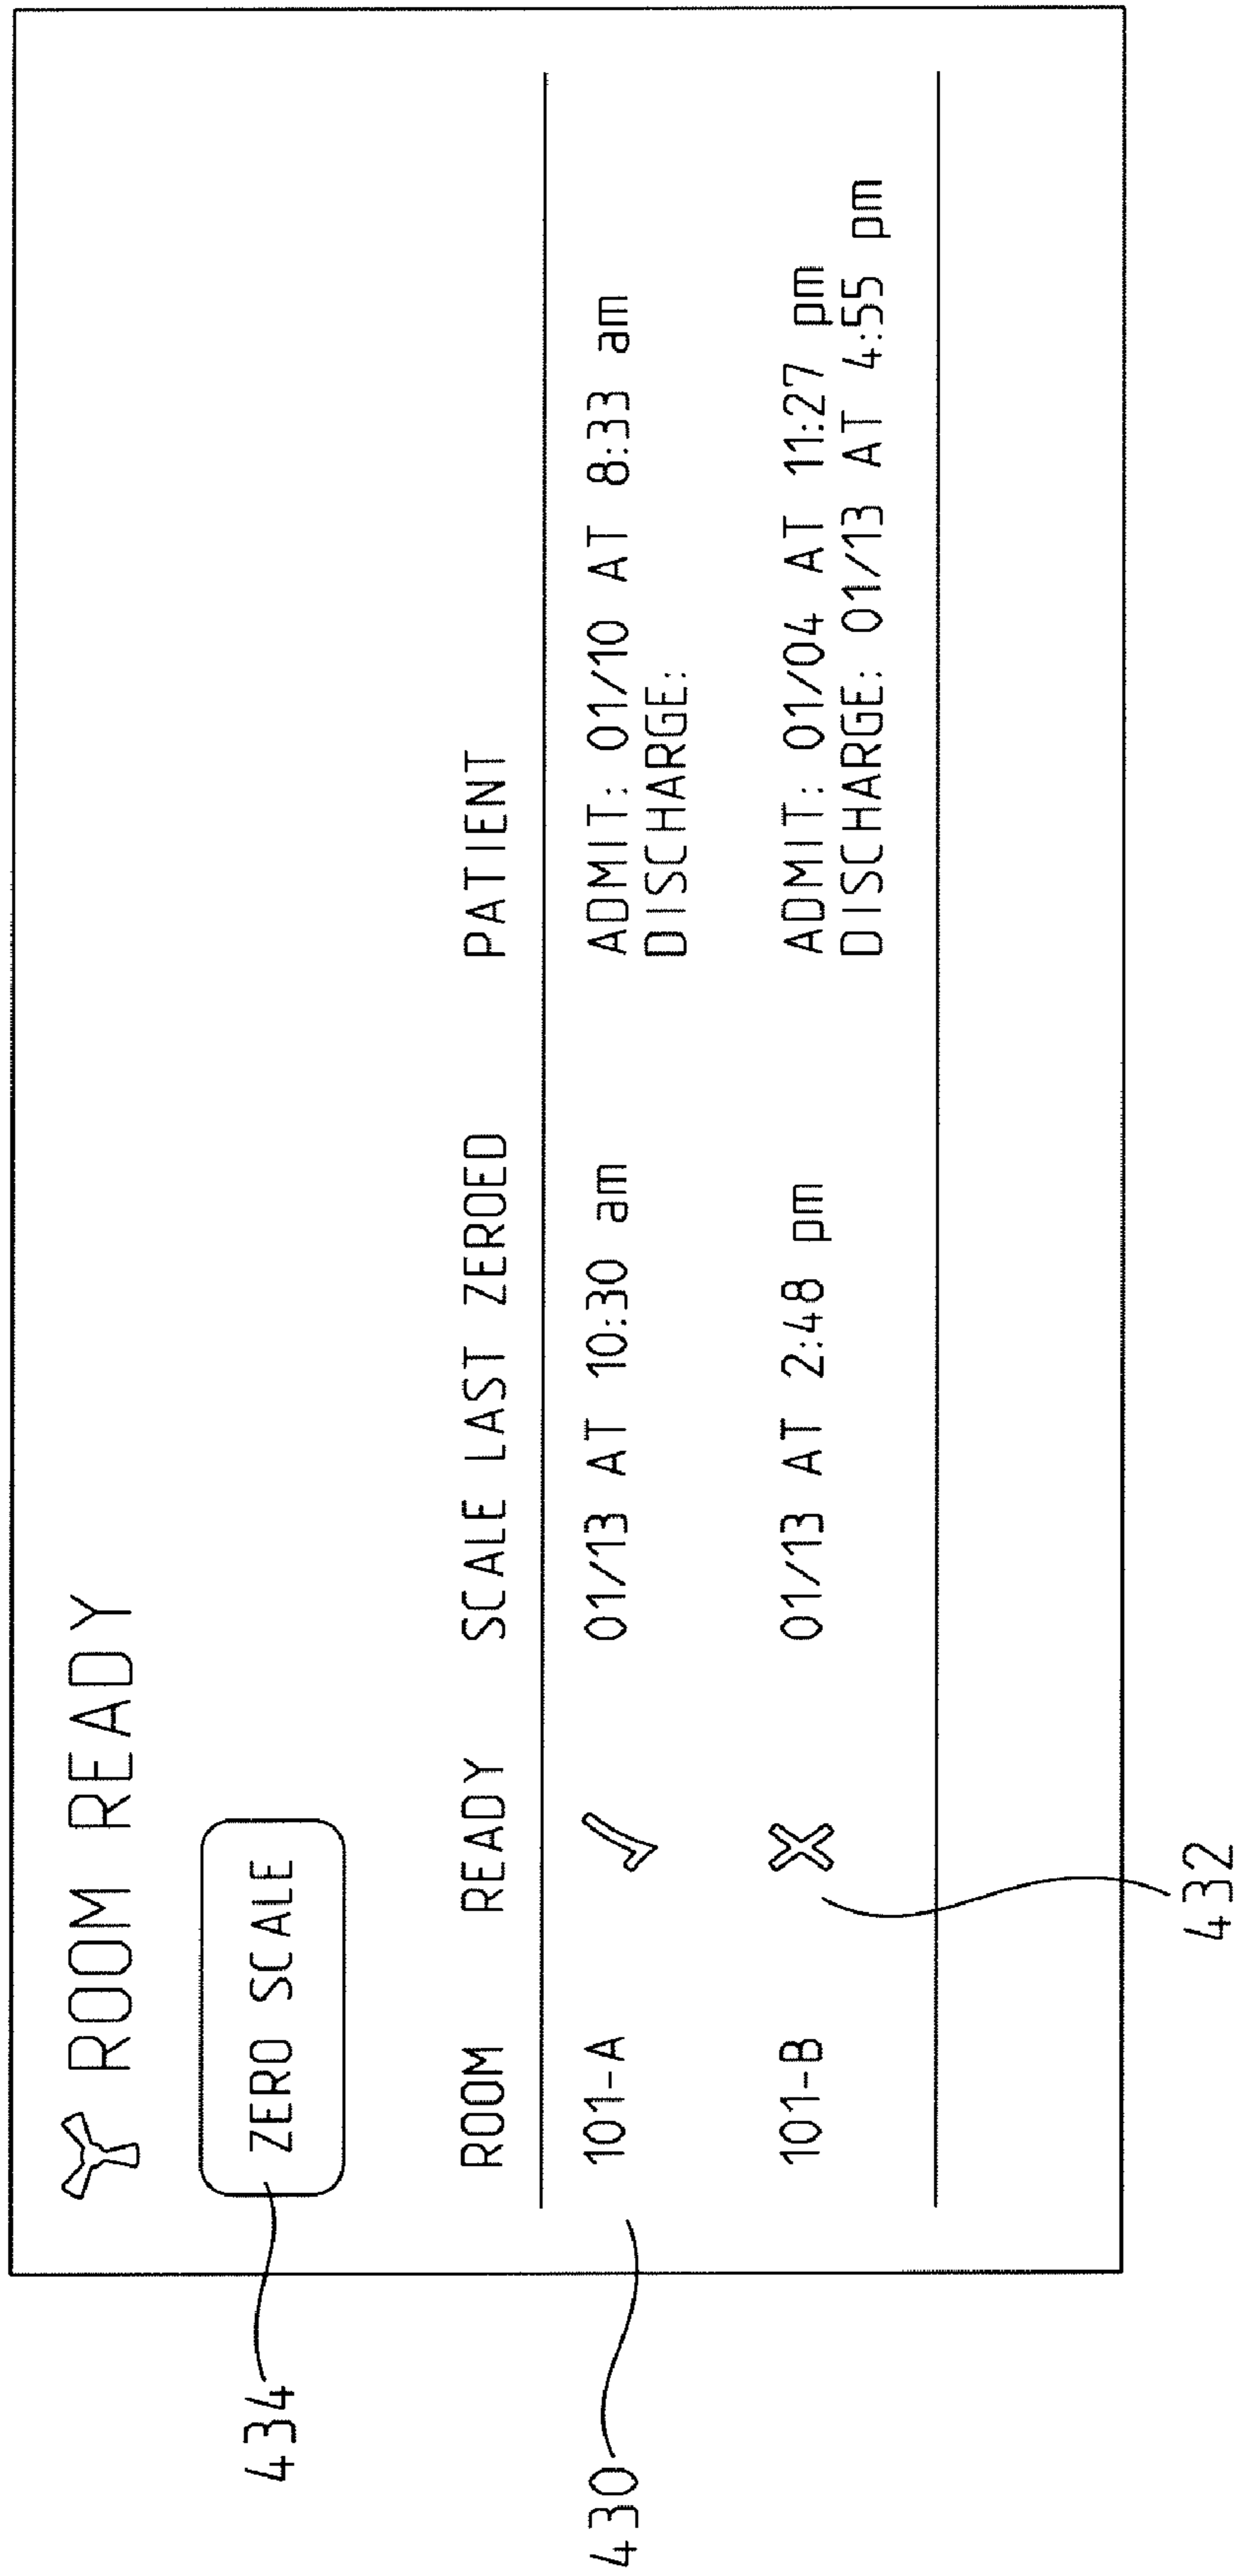 ROOM READY
ZERO SCALE
434
ROOM READY SCALE LAST ZEROED PATIENT
430
101-A 01/13 AT 10:30 am ADMIT: 01/10 AT 8:33 am
DISCHARGE:
101-B 01/13 AT 2:48 pm ADMIT: 01/04 AT 11:27 pm
DISCHARGE: 01/13 AT 4:55 pm
432